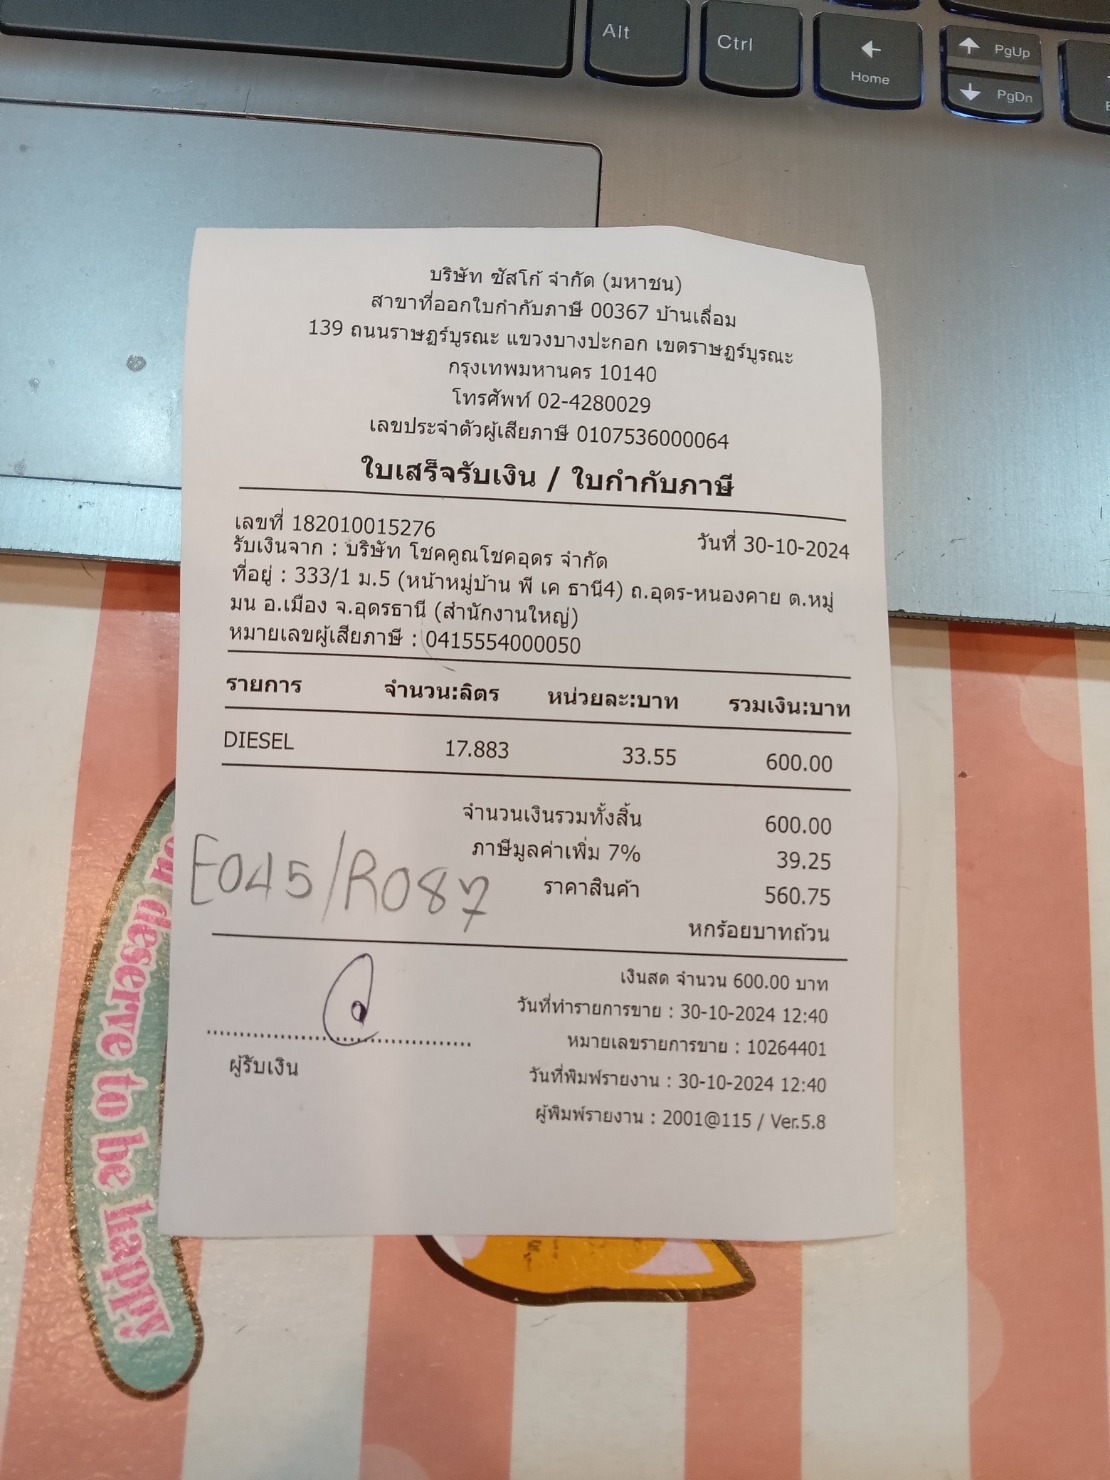 Alt
Ctrl
Home
PgUp
PgDn
บริษัท ซัสโก้ จำกัด (มหาชน)
สาขาที่ออกใบกำกับภาษี 00367 บ้านเลื่อม
139 ถนนราษฎร์บูรณะ แขวงบางปะกอก เขตราษฎร์บูรณะ
กรุงเทพมหานคร 10140
โทรศัพท์ 02-4280029
เลขประจำตัวผู้เสียภาษี 0107536000064
ใบเสร็จรับเงิน / ใบกำกับภาษี
เลขที่ 182010015276 วันที่ 30-10-2024
รับเงินจาก : บริษัท โชคคูณโชคอุดร จำกัด
ที่อยู่ : 333/1 ม.5 (หน้าหมู่บ้าน พี เค ธานี4) ถ.อุดร-หนองคาย ต.หมู่
มน อ.เมือง จ.อุดรธานี (สำนักงานใหญ่)
หมายเลขผู้เสียภาษี : 0415554000050
รายการ จำนวน:ลิตร หน่วยละ:บาท รวมเงิน:บาท
DIESEL 17.883 33.55 600.00
จำนวนเงินรวมทั้งสิ้น 600.00
ภาษีมูลค่าเพิ่ม 7% 39.25
ราคาสินค้า 560.75
E045/R087
หกร้อยบาทถ้วน
เงินสด จำนวน 600.00 บาท
วันที่ทำรายการขาย : 30-10-2024 12:40
หมายเลขรายการขาย : 10264401
ผู้รับเงิน
วันที่พิมพ์รายงาน : 30-10-2024 12:40
ผู้พิมพ์รายงาน : 2001@115 / Ver.5.8
deserve to be happy